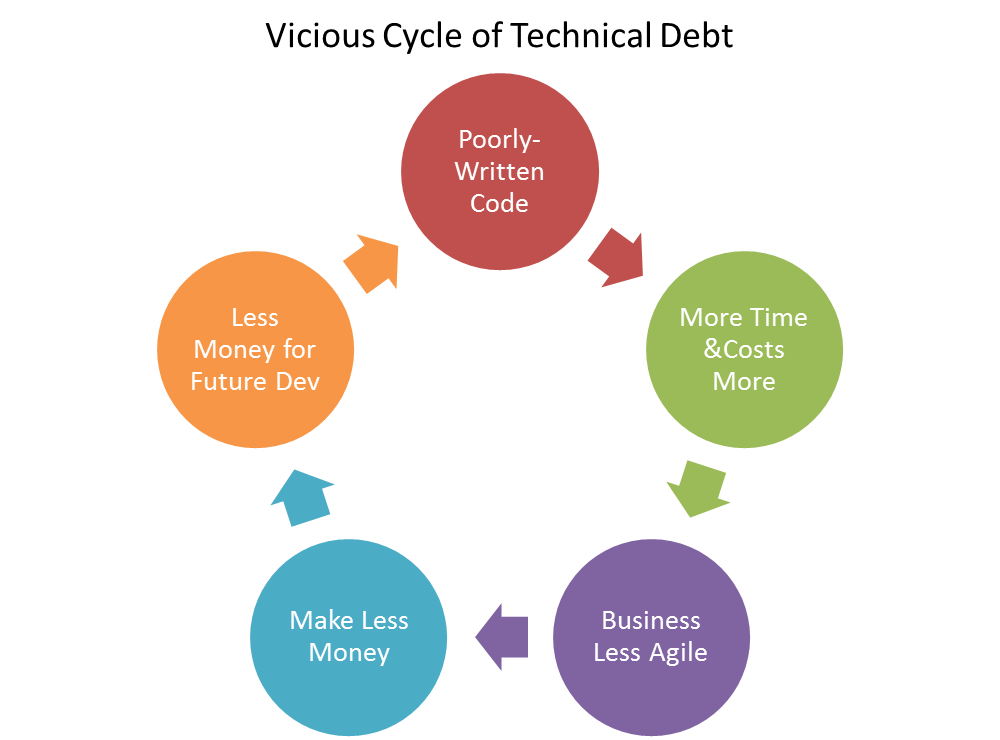 Vicious Cycle of Technical Debt
Poorly-
Written
Code
More Time
&Costs
More
Business
Less Agile
Make Less
Money
Less
Money for
Future Dev